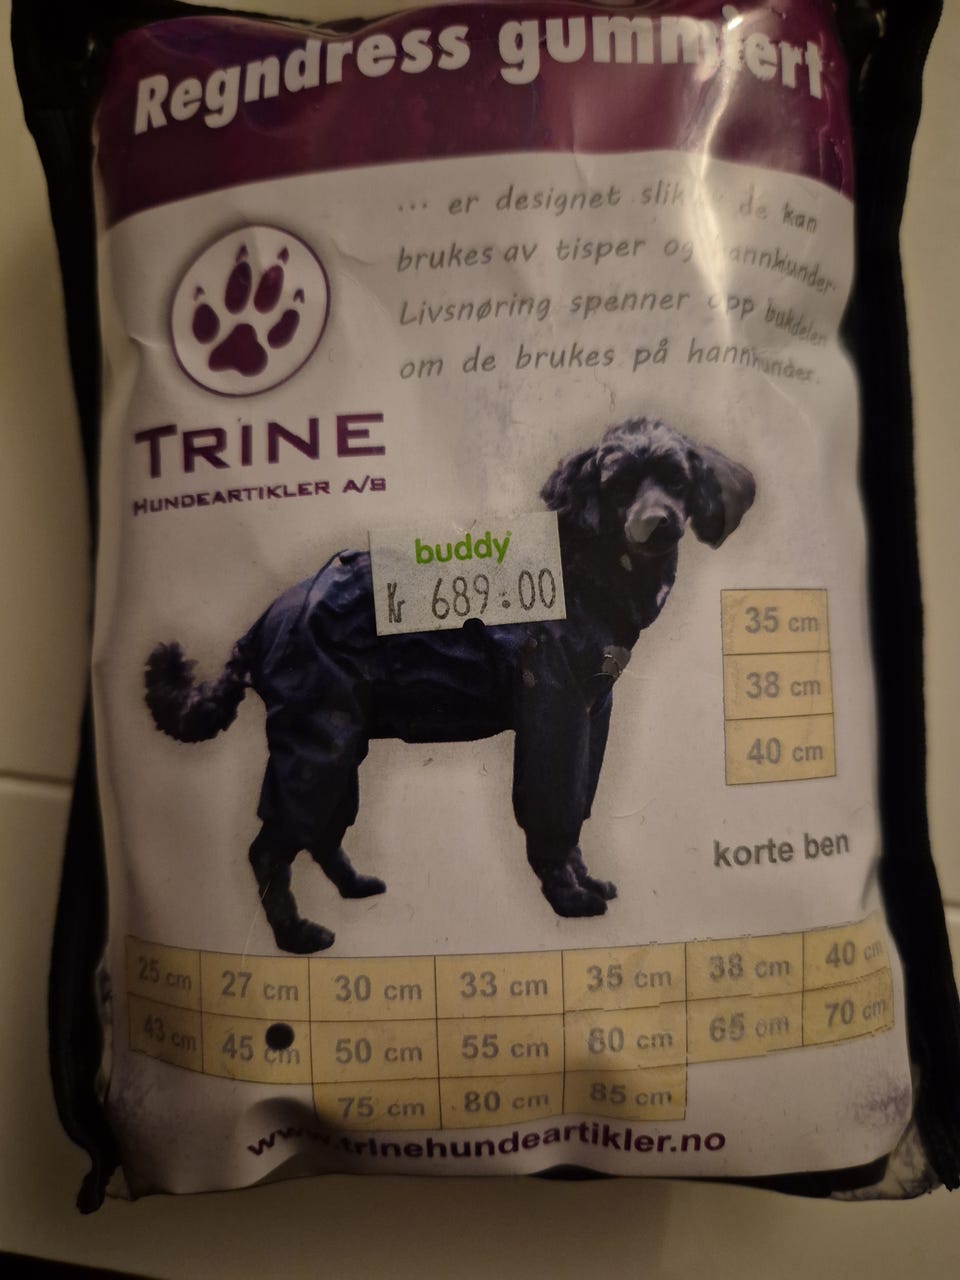 Regndress gummiert
... er designet slik de kan
brukes av tisper og hannhunder.
Livsnøring spenner opp bukdelen
om de brukes på hannhunder.
TRINE
HUNDEARTIKLER A/S
buddy
Kr 689:00
35 cm
38 cm
40 cm
korte ben
25 cm 27 cm 30 cm 33 cm 35 cm 38 cm 40 cm
43 cm 45 cm 50 cm 55 cm 60 cm 65 cm 70 cm
75 cm 80 cm 85 cm
www.trinehundeartikler.no